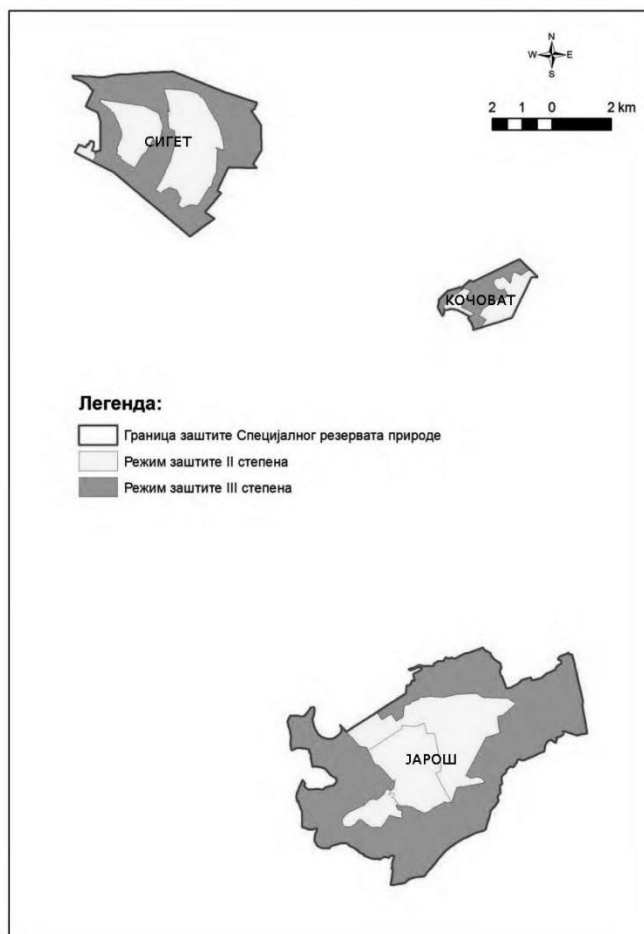 N
W E
S
2 1 0 2 km
СИГЕТ
КОЧОВАТ
Легенда:
Граница заштите Специјалног резервата природе
Режим заштите II степена
Режим заштите III степена
ЈАРОШ